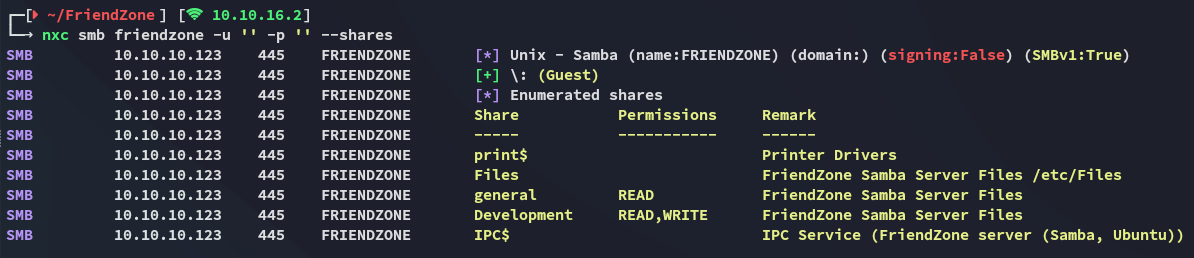 [ ~/FriendZone ] [ 10.10.16.2]
nxc smb friendzone -u '' -p '' --shares
SMB 10.10.10.123 445 FRIENDZONE [*] Unix - Samba (name:FRIENDZONE) (domain:) (signing:False) (SMBv1:True)
SMB 10.10.10.123 445 FRIENDZONE [+] \: (Guest)
SMB 10.10.10.123 445 FRIENDZONE [*] Enumerated shares
SMB 10.10.10.123 445 FRIENDZONE Share Permissions Remark
SMB 10.10.10.123 445 FRIENDZONE ----- ----------- ------
SMB 10.10.10.123 445 FRIENDZONE print$ Printer Drivers
SMB 10.10.10.123 445 FRIENDZONE Files FriendZone Samba Server Files /etc/Files
SMB 10.10.10.123 445 FRIENDZONE general READ FriendZone Samba Server Files
SMB 10.10.10.123 445 FRIENDZONE Development READ,WRITE FriendZone Samba Server Files
SMB 10.10.10.123 445 FRIENDZONE IPC$ IPC Service (FriendZone server (Samba, Ubuntu))